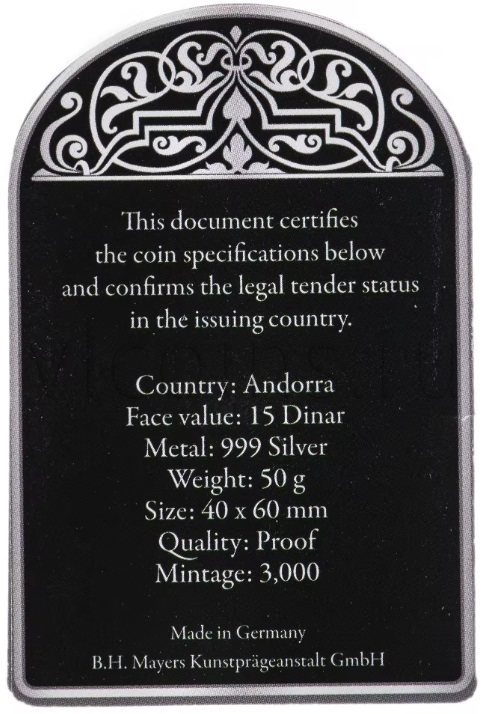 This document certifies
the coin specifications below
and confirms the legal tender status
in the issuing country.
Country: Andorra
Face value: 15 Dinar
Metal: 999 Silver
Weight: 50 g
Size: 40 x 60 mm
Quality: Proof
Mintage: 3,000
Made in Germany
B.H. Mayers Kunstprägeanstalt GmbH